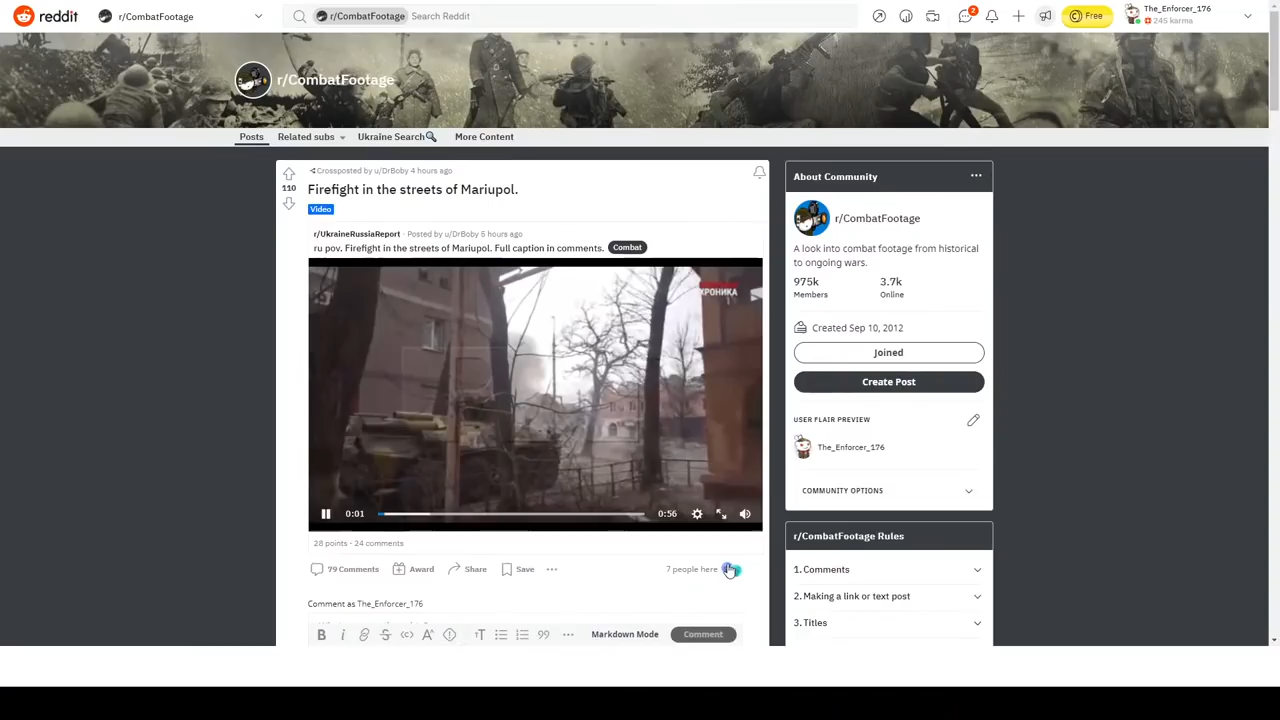 reddit
r/CombatFootage
r/CombatFootage
Search Reddit
2
Free
The_Enforcer_176
245 karma
r/CombatFootage
Posts
Related subs
Ukraine Search
More Content
Crossposted by u/DrBoby 4 hours ago
110
Firefight in the streets of Mariupol.
Video
r/UkraineRussiaReport · Posted by u/DrBoby 6 hours ago
ru pov. Firefight in the streets of Mariupol. Full caption in comments.
Combat
ХРОНИКА
0:01
0:56
28 points · 24 comments
79 Comments
Award
Share
Save
7 people here
Comment as The_Enforcer_176
B i S <c> A T 99
Markdown Mode
Comment
About Community
r/CombatFootage
A look into combat footage from historical
to ongoing wars.
975k
3.7k
Members
Online
Created Sep 10, 2012
Joined
Create Post
USER FLAIR PREVIEW
The_Enforcer_176
COMMUNITY OPTIONS
r/CombatFootage Rules
1. Comments
2. Making a link or text post
3. Titles